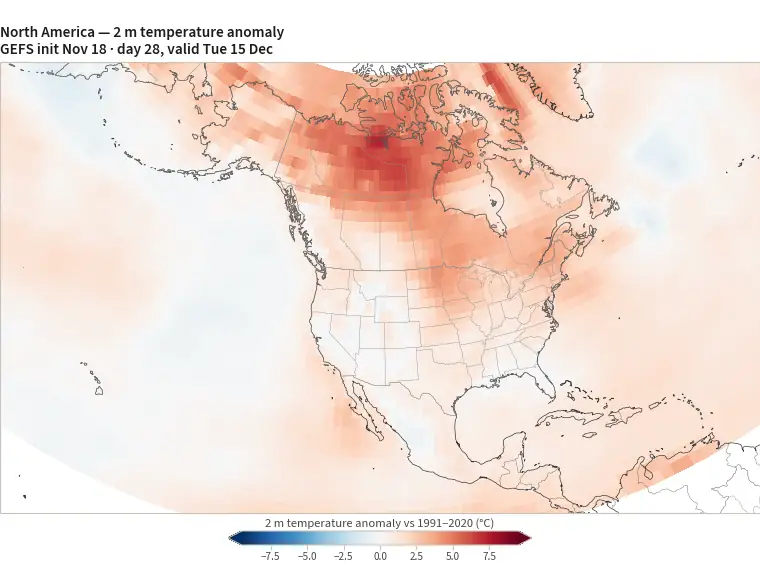 North America — 2 m temperature anomaly
GEFS init Nov 18 · day 28, valid Tue 15 Dec
2 m temperature anomaly vs 1991–2020 (°C)
−7.5 −5.0 −2.5 0.0 2.5 5.0 7.5